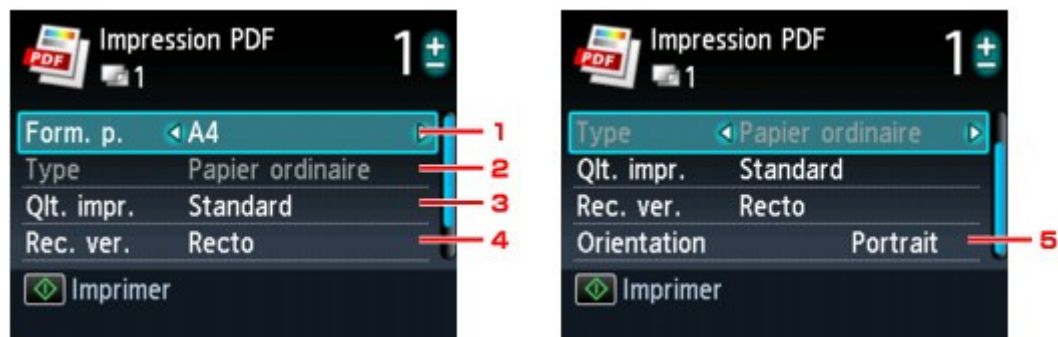 Impression PDF
PDF
1
1
Form. p. A4 1
Type Papier ordinaire 2
Qlt. impr. Standard 3
Rec. ver. Recto 4
Imprimer
Impression PDF
PDF
1
1
Type Papier ordinaire
Qlt. impr. Standard
Rec. ver. Recto
Orientation Portrait 5
Imprimer